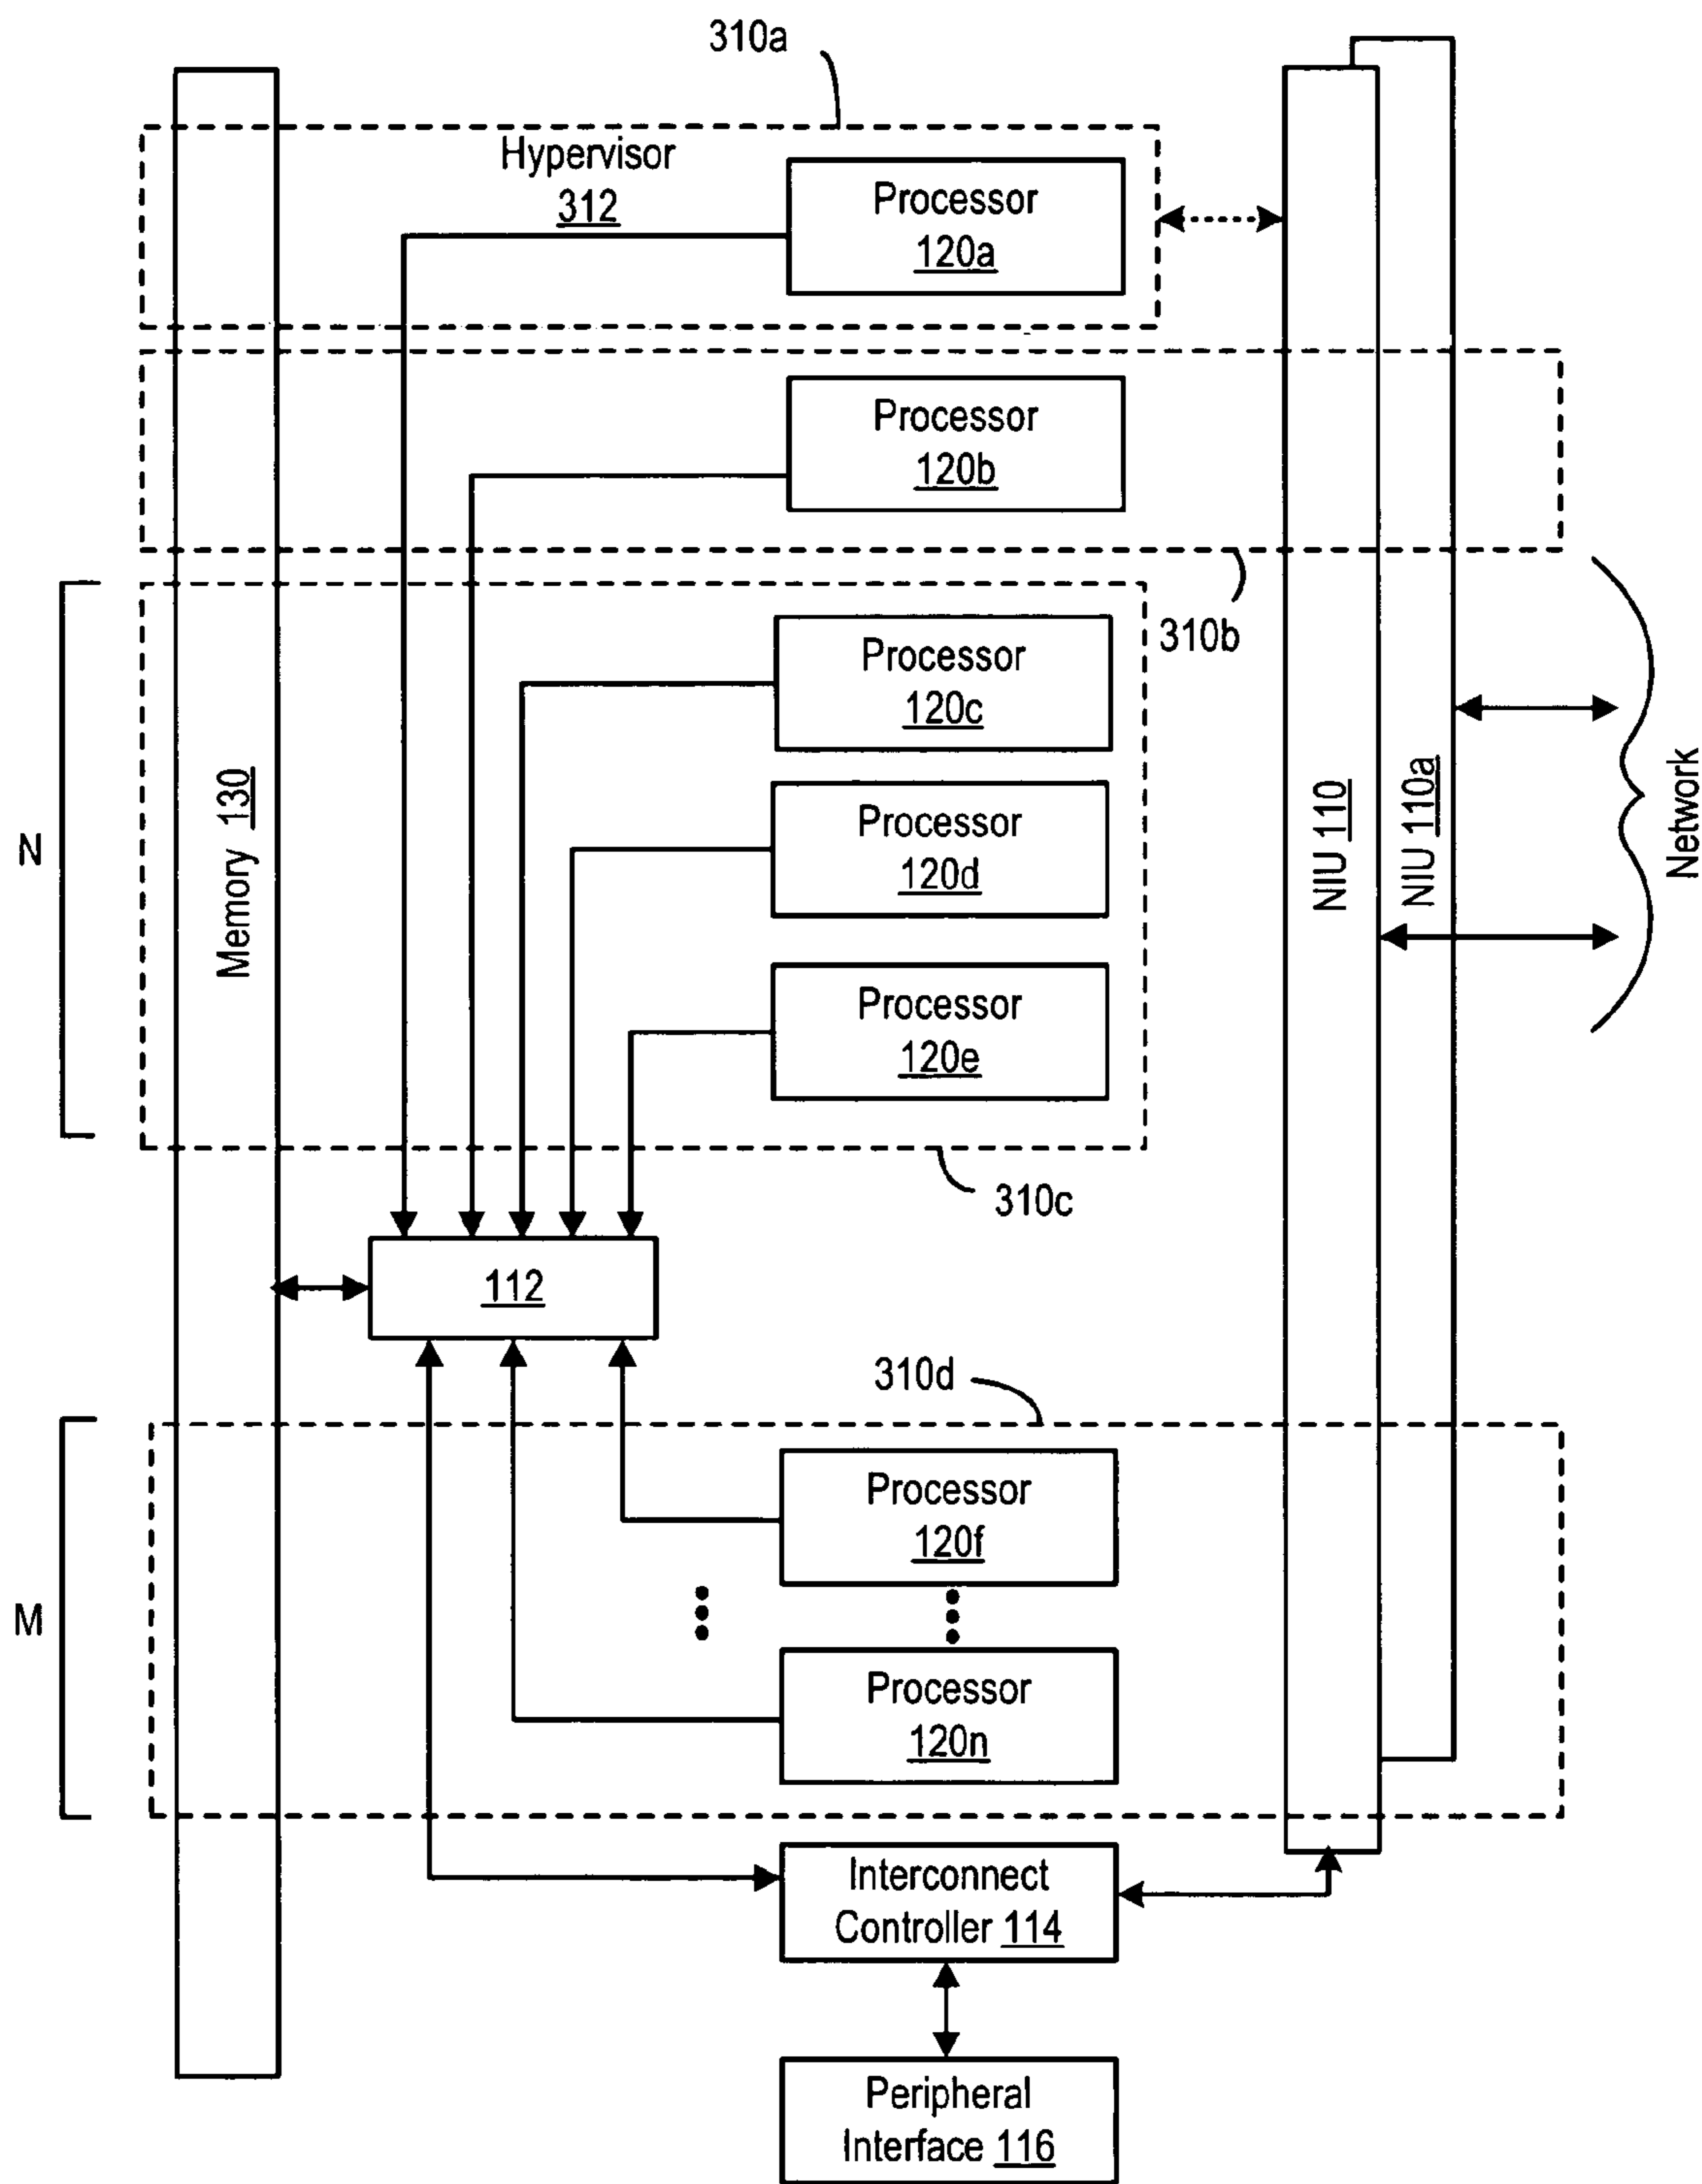 310a
Hypervisor
312
Processor
120a
Processor
120b
310b
Processor
120c
Processor
120d
Processor
120e
N
Memory 130
NIU 110
NIU 110a
Network
310c
112
310d
Processor
120f
M
Processor
120n
Interconnect
Controller 114
Peripheral
Interface 116